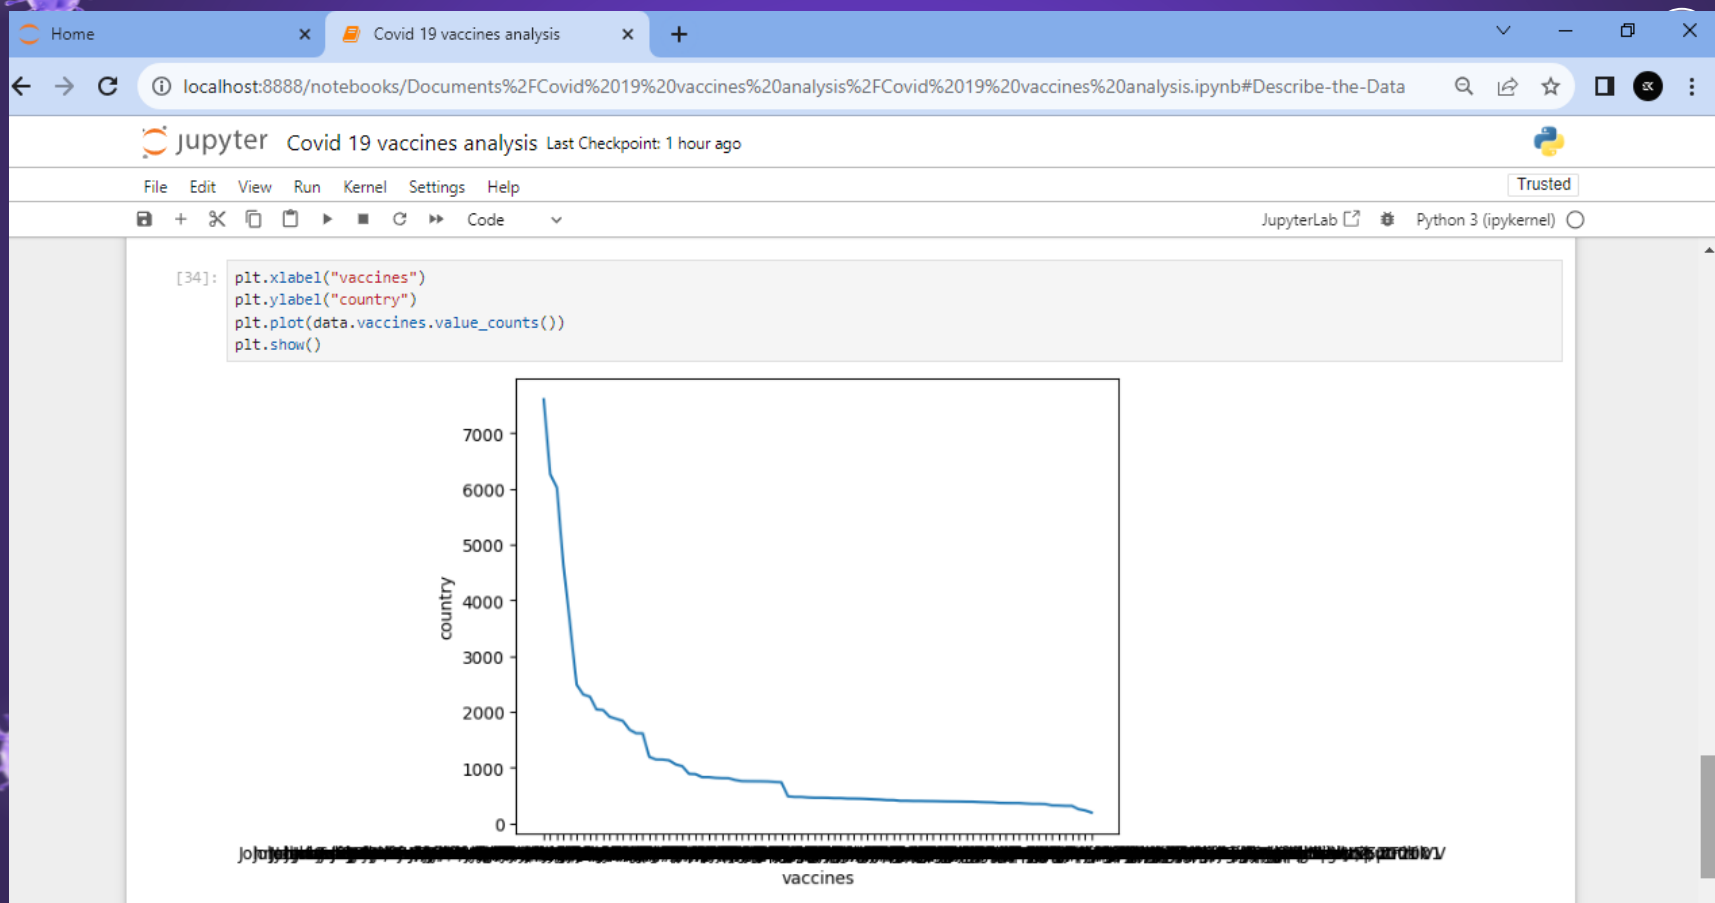 Home
Covid 19 vaccines analysis
localhost:8888/notebooks/Documents%2FCovid%2019%20vaccines%20analysis%2FCovid%2019%20vaccines%20analysis.ipynb#Describe-the-Data
jupyter Covid 19 vaccines analysis Last Checkpoint: 1 hour ago
File Edit View Run Kernel Settings Help
Trusted
Code
JupyterLab
Python 3 (ipykernel)
[34]: plt.xlabel("vaccines")
plt.ylabel("country")
plt.plot(data.vaccines.value_counts())
plt.show()
7000
6000
5000
4000
3000
2000
1000
0
country
vaccines